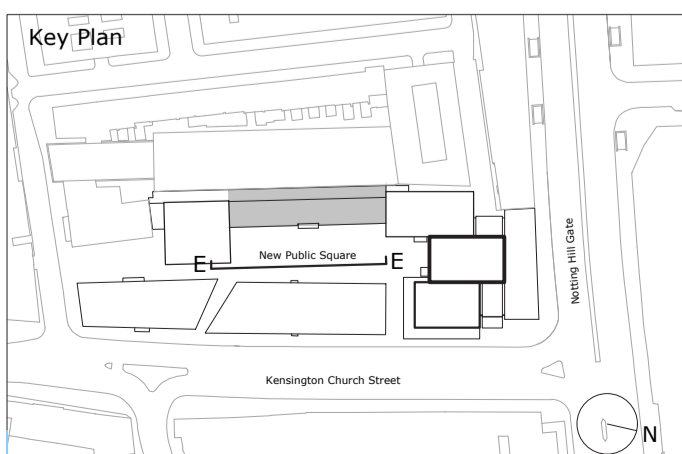 Key Plan
Notting Hill Gate
New Public Square
E
E
Kensington Church Street
N